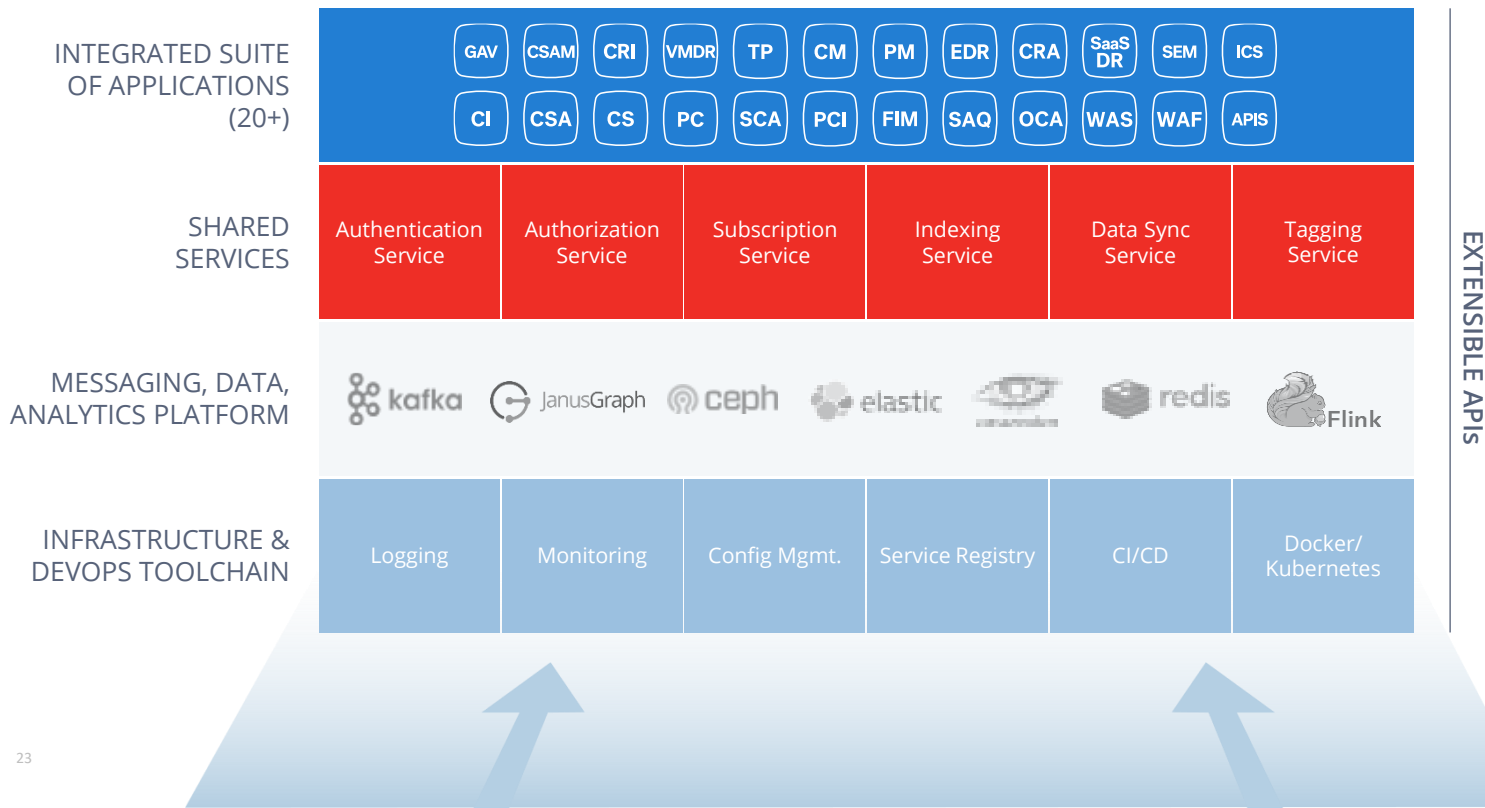 INTEGRATED SUITE
OF APPLICATIONS
(20+)
GAV CSAM CRI VMDR TP CM PM EDR CRA SaaS DR SEM ICS
CI CSA CS PC SCA PCI FIM SAQ OCA WAS WAF APIS
SHARED
SERVICES
Authentication
Service
Authorization
Service
Subscription
Service
Indexing
Service
Data Sync
Service
Tagging
Service
MESSAGING, DATA,
ANALYTICS PLATFORM
kafka
JanusGraph
ceph
elastic
redis
Flink
INFRASTRUCTURE &
DEVOPS TOOLCHAIN
Logging
Monitoring
Config Mgmt.
Service Registry
CI/CD
Docker/
Kubernetes
EXTENSIBLE APIs
23